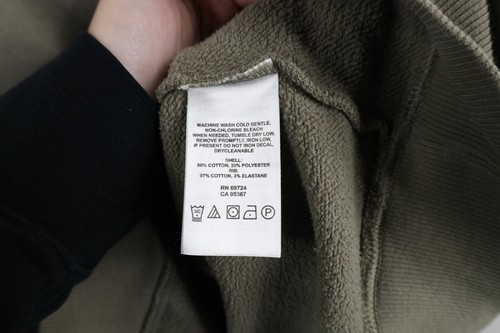 MACHINE WASH COLD GENTLE,
NON-CHLORINE BLEACH
WHEN NEEDED, TUMBLE DRY LOW,
REMOVE PROMPTLY, IRON LOW,
IF PRESENT DO NOT IRON DECAL,
DRYCLEANABLE
SHELL:
80% COTTON, 20% POLYESTER
RIB:
97% COTTON, 3% ELASTANE
RN 69724
CA 05367
P